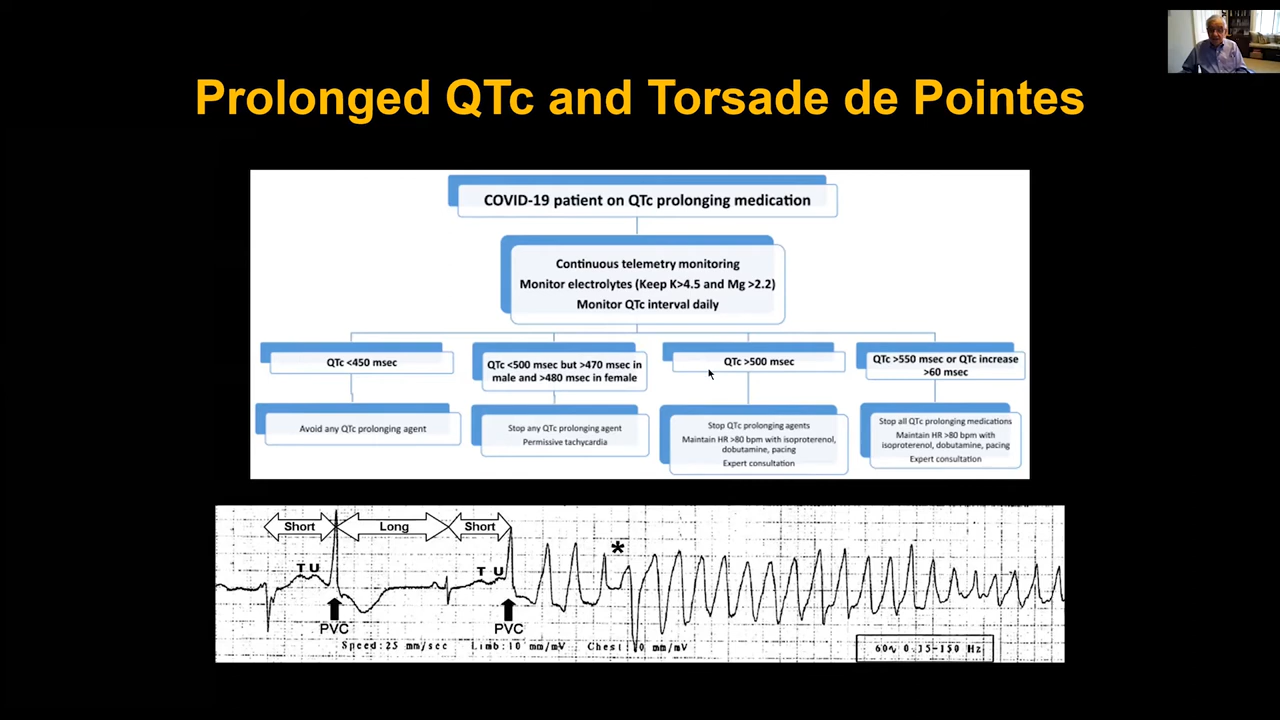 Prolonged QTc and Torsade de Pointes
COVID-19 patient on QTc prolonging medication
Continuous telemetry monitoring
Monitor electrolytes (Keep K>4.5 and Mg >2.2)
Monitor QTc interval daily
QTc <450 msec
QTc <500 msec but >470 msec in
male and >480 msec in female
QTc >500 msec
QTc >550 msec or QTc increase
>60 msec
Avoid any QTc prolonging agent
Stop any QTc prolonging agent
Permissive tachycardia
Stop QTc prolonging agents
Maintain HR >80 bpm with isoproterenol,
dobutamine, pacing
Expert consultation
Stop all QTc prolonging medications
Maintain HR >80 bpm with
isoproterenol, dobutamine, pacing
Expert consultation
Short Long Short
*
T U T U
PVC PVC
Speed:25 mm/sec Limb:10 mm/mV Chest:10 mm/mV
60∿ 0.15-150 Hz